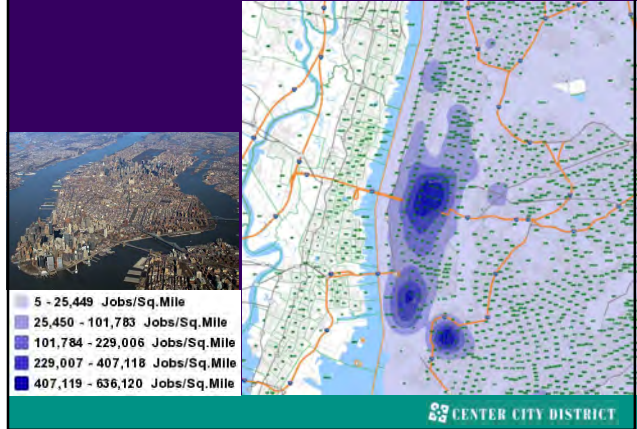 5 - 25,449 Jobs/Sq.Mile
25,450 - 101,783 Jobs/Sq.Mile
101,784 - 229,006 Jobs/Sq.Mile
229,007 - 407,118 Jobs/Sq.Mile
407,119 - 636,120 Jobs/Sq.Mile
CENTER CITY DISTRICT